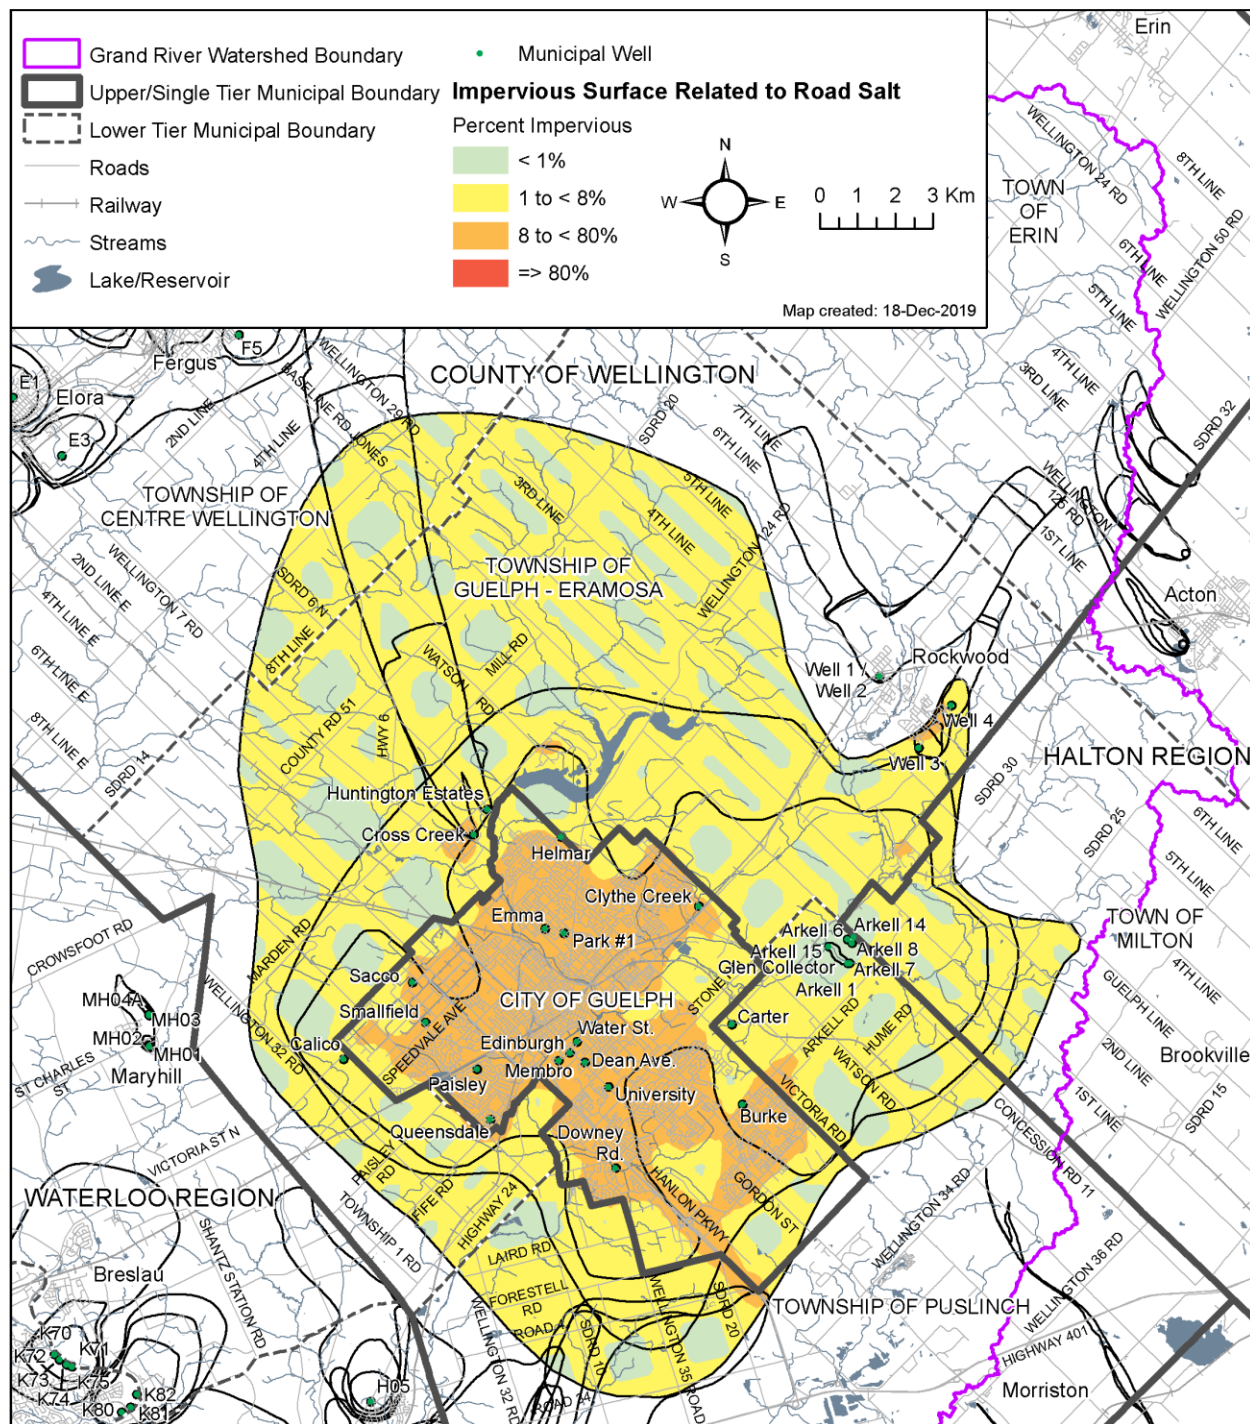 Grand River Watershed Boundary
Upper/Single Tier Municipal Boundary
Lower Tier Municipal Boundary
Roads
Railway
Streams
Lake/Reservoir
Municipal Well
Impervious Surface Related to Road Salt
Percent Impervious
< 1%
1 to < 8%
8 to < 80%
=> 80%
N
W
E
S
0 1 2 3 Km
Map created: 18-Dec-2019
Erin
WELLINGTON 24 RD
8TH LINE
TOWN
OF
ERIN
WELLINGTON 50 RD
6TH LINE
5TH LINE
4TH LINE
3RD LINE
SDRD 32
F5
Fergus
E1
Elora
E3
2ND LINE
4TH LINE
BASELINE RD
JONES
WELLINGTON 29 RD
COUNTY OF WELLINGTON
SDRD 20
7TH LINE
6TH LINE
5TH LINE
4TH LINE
3RD LINE
WELLINGTON 124 RD
WELLINGTON
125 RD
1ST LINE
TOWNSHIP OF
CENTRE WELLINGTON
TOWNSHIP OF
GUELPH - ERAMOSA
WELLINGTON 7 RD
2ND LINE E
4TH LINE E
6TH LINE E
8TH LINE E
SDRD 6 N
8TH LINE
SDRD 14
COUNTY RD 51
HWY 6
WATSON RD
MILL RD
Acton
Rockwood
Well 1 /
Well 2
Well 4
Well 3
HALTON REGION
SDRD 30
SDRD 25
6TH LINE
5TH LINE
Huntington Estates
Cross Creek
Helmar
Clythe Creek
Emma
Park #1
Arkell 6
Arkell 14
Arkell 15
Arkell 8
Glen Collector
Arkell 7
Arkell 1
TOWN OF
MILTON
4TH LINE
GUELPH LINE
2ND LINE
1ST LINE
Brookville
SDRD 15
CROWSFOOT RD
MARDEN RD
WELLINGTON 32 RD
Sacco
Smallfield
Calico
SPEEDVALE AVE
CITY OF GUELPH
STONE
Carter
ARKELL RD
HUME RD
WATSON RD
VICTORIA RD
MH04A
MH03
MH02
MH01
Maryhill
ST CHARLES
ST
Water St.
Edinburgh
Membro
Dean Ave.
Paisley
University
Burke
Queensdale
Downey
Rd.
HANLON PKWY
GORDON ST
CONCESSION RD 11
VICTORIA ST N
PAISLEY
RD
FIFE RD
HIGHWAY 24
TOWNSHIP 1 RD
WATERLOO REGION
SHANTZ STATION RD
Breslau
LAIRD RD
FORESTELL
RD
ROAD 4
SDRD 10
WELLINGTON 32 RD
WELLINGTON 35 ROAD
SDRD 20
ROAD 34
WELLINGTON 34 RD
WELLINGTON 36 RD
TOWNSHIP OF PUSLINCH
HIGHWAY 401
Morriston
K70
K72
K71
K73
K75
K74
K82
K80
K81
H05